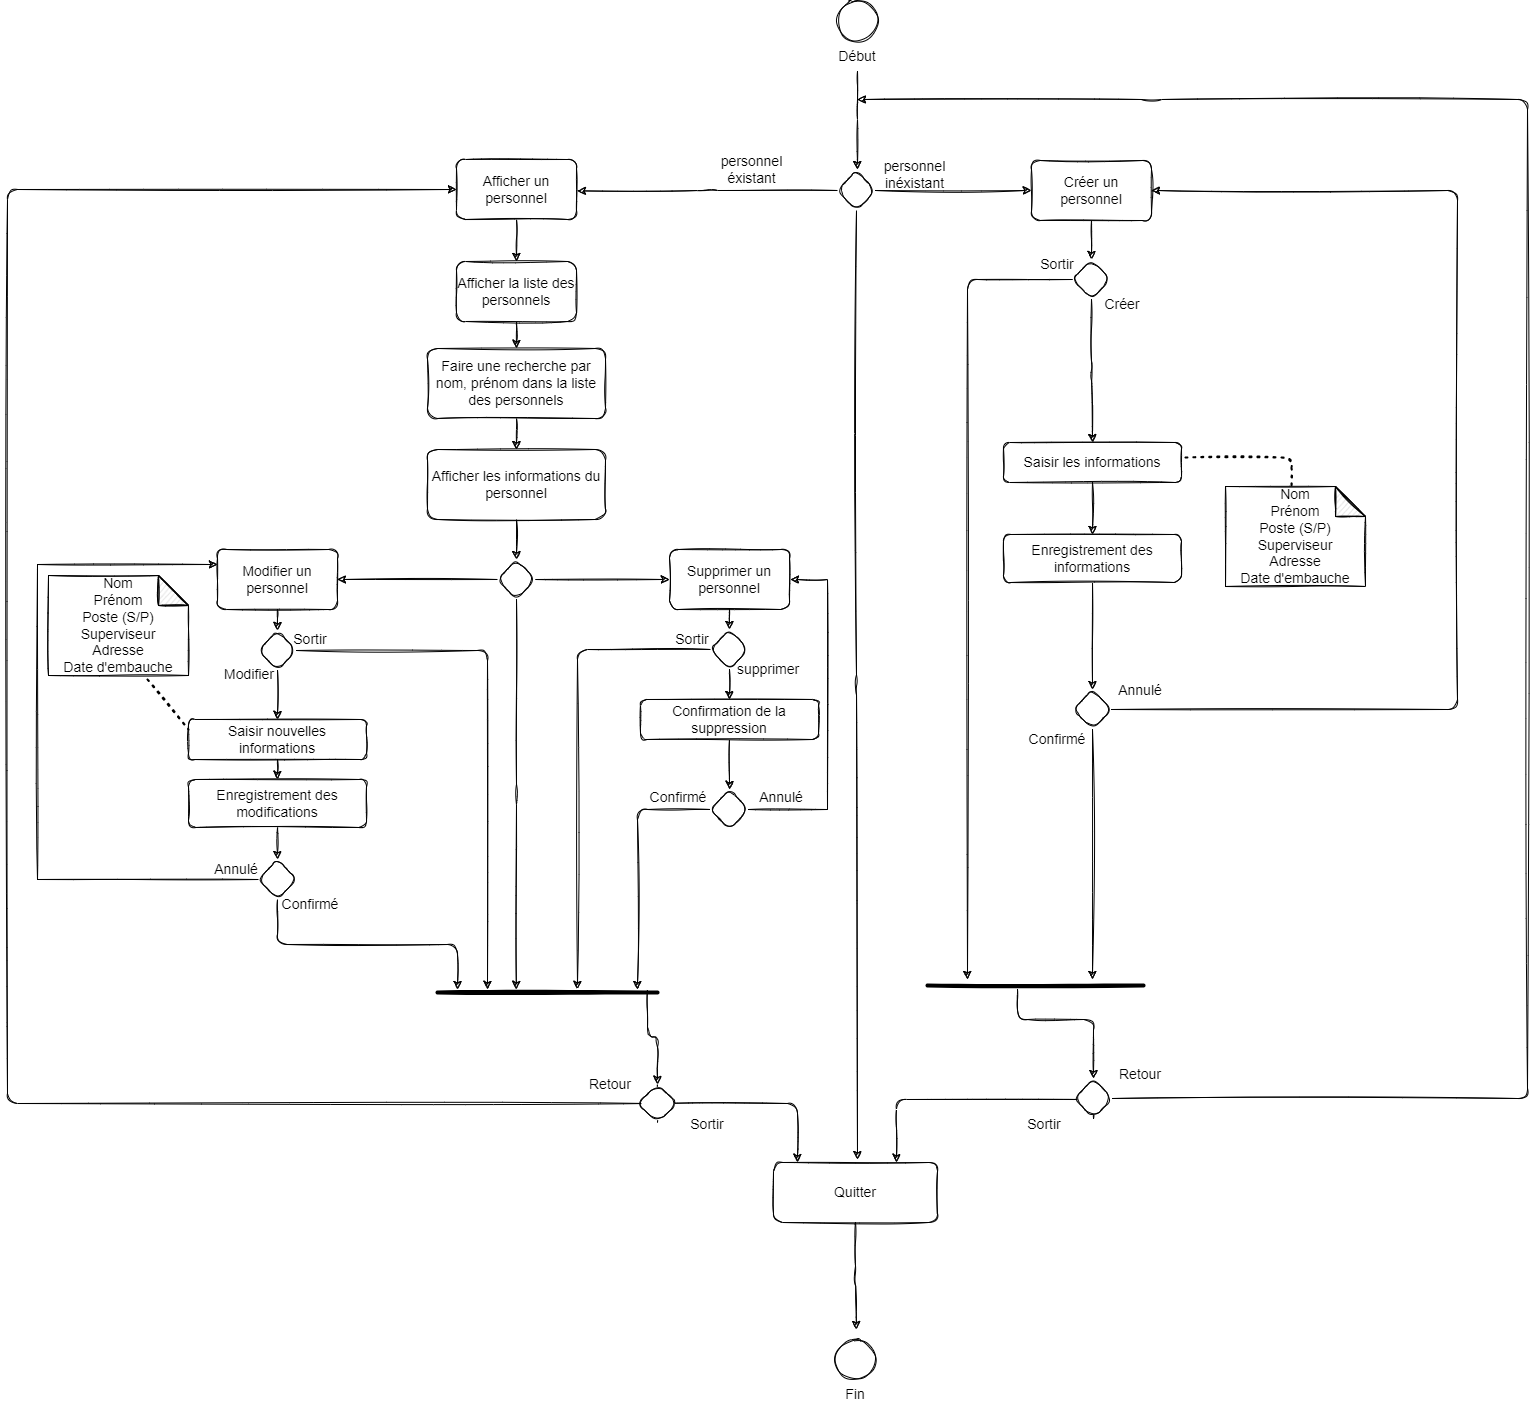 Début
personnel
éxistant
personnel
inéxistant
Afficher un
personnel
Créer un
personnel
Sortir
Créer
Afficher la liste des
personnels
Faire une recherche par
nom, prénom dans la liste
des personnels
Afficher les informations du
personnel
Saisir les informations
Nom
Prénom
Poste (S/P)
Superviseur
Adresse
Date d'embauche
Enregistrement des
informations
Modifier un
personnel
Supprimer un
personnel
Nom
Prénom
Poste (S/P)
Superviseur
Adresse
Date d'embauche
Sortir
Modifier
Sortir
supprimer
Saisir nouvelles
informations
Confirmation de la
suppression
Annulé
Confirmé
Enregistrement des
modifications
Confirmé
Annulé
Annulé
Confirmé
Retour
Sortir
Retour
Sortir
Quitter
Fin